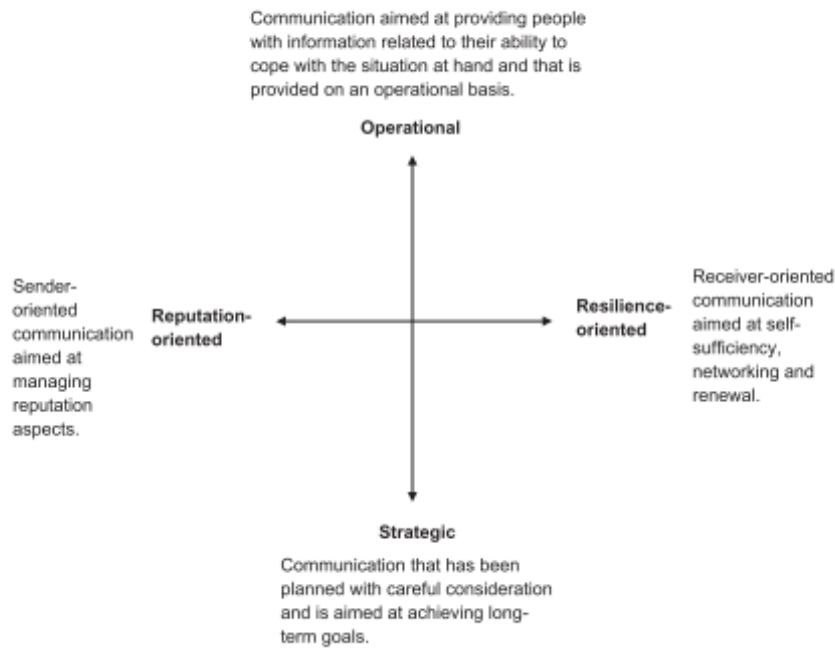 Communication aimed at providing people
with information related to their ability to
cope with the situation at hand and that is
provided on an operational basis.
Operational
Sender-
oriented
communication
aimed at
managing
reputation
aspects.
Reputation-
oriented
Resilience-
oriented
Receiver-oriented
communication
aimed at self-
sufficiency,
networking and
renewal.
Strategic
Communication that has been
planned with careful consideration
and is aimed at achieving long-
term goals.